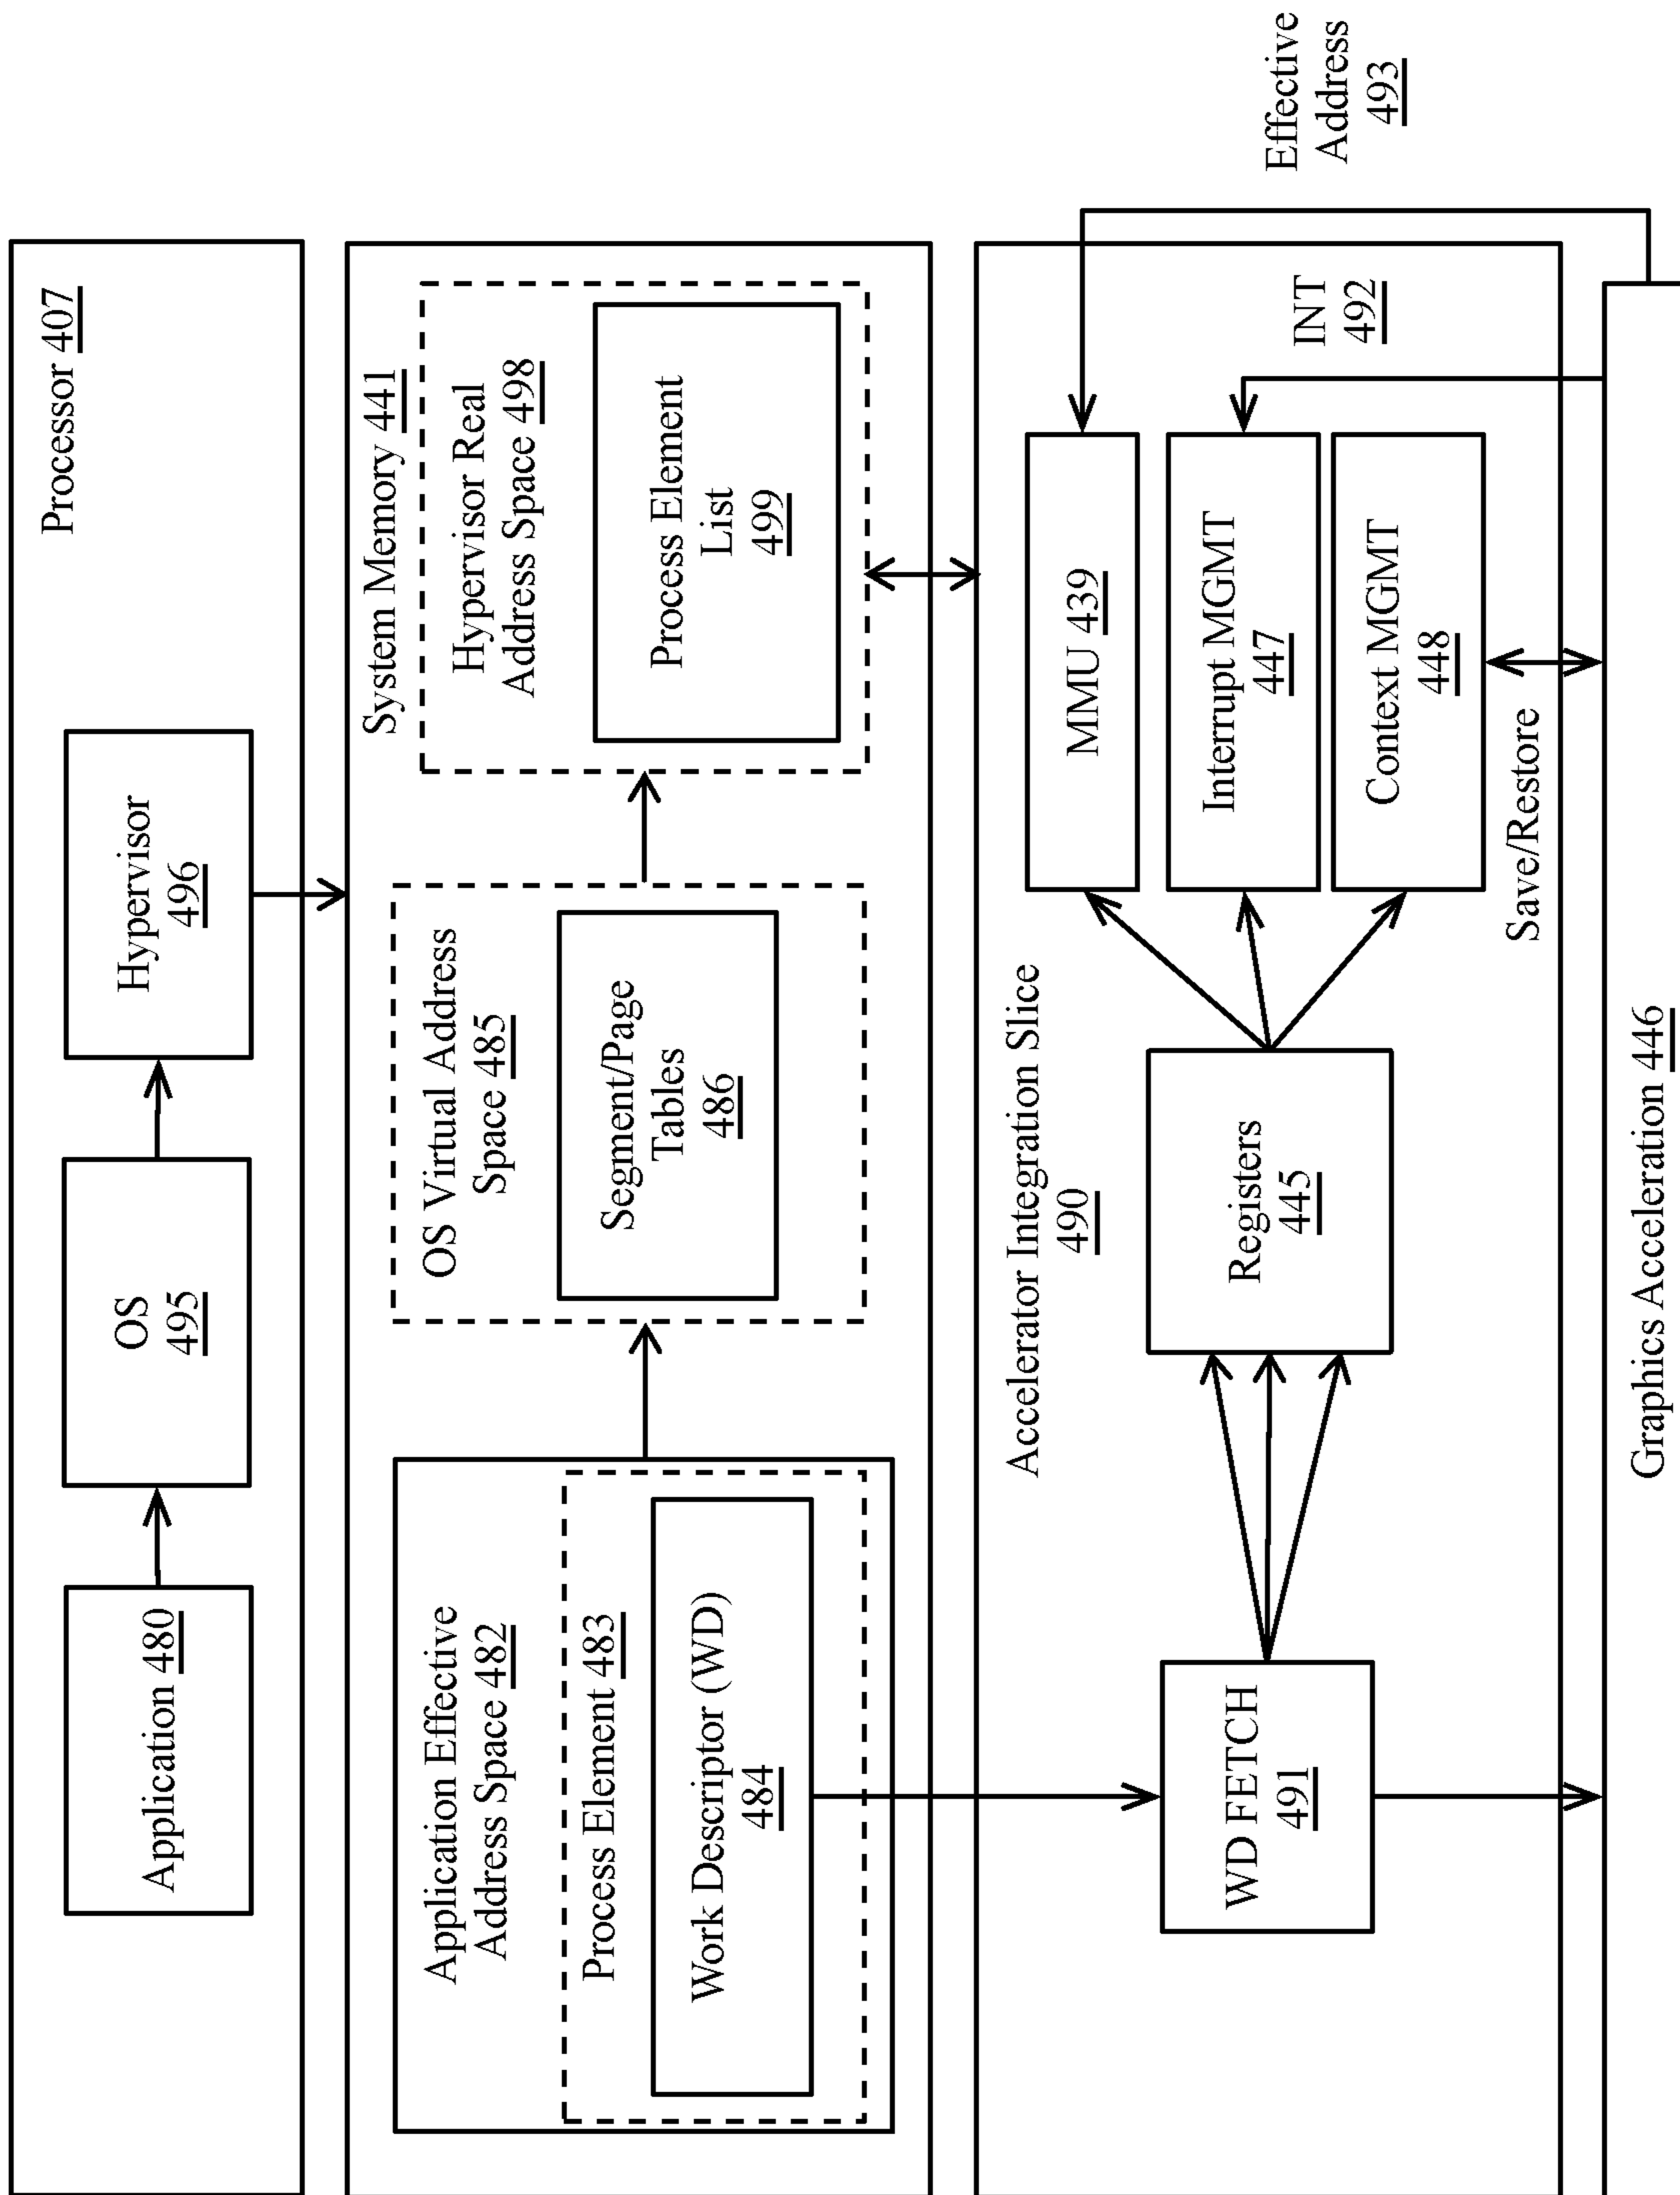 Processor 407
Application 480
OS
495
Hypervisor
496
System Memory 441
Application Effective
Address Space 482
Process Element 483
Work Descriptor (WD)
484
OS Virtual Address
Space 485
Segment/Page
Tables
486
Hypervisor Real
Address Space 498
Process Element
List
499
Accelerator Integration Slice
490
WD FETCH
491
Registers
445
MMU 439
Interrupt MGMT
447
Context MGMT
448
Save/Restore
INT
492
Effective
Address
493
Graphics Acceleration 446